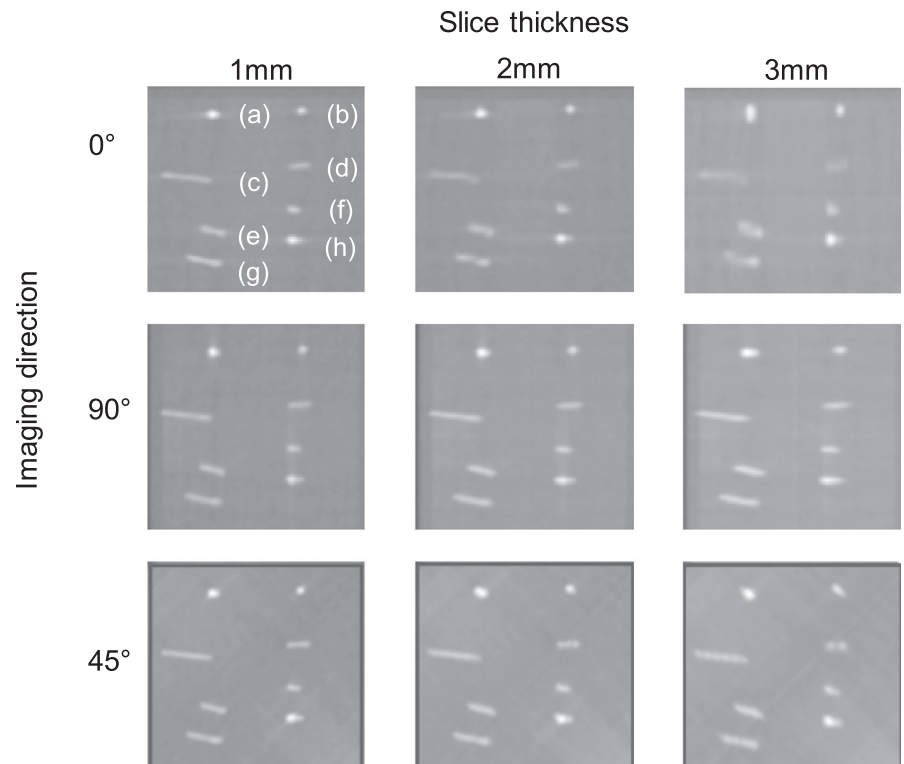 Slice thickness
1mm 2mm 3mm
0°
(a) (b)
(c) (d)
(e) (f)
(g) (h)
Imaging direction
90°
45°